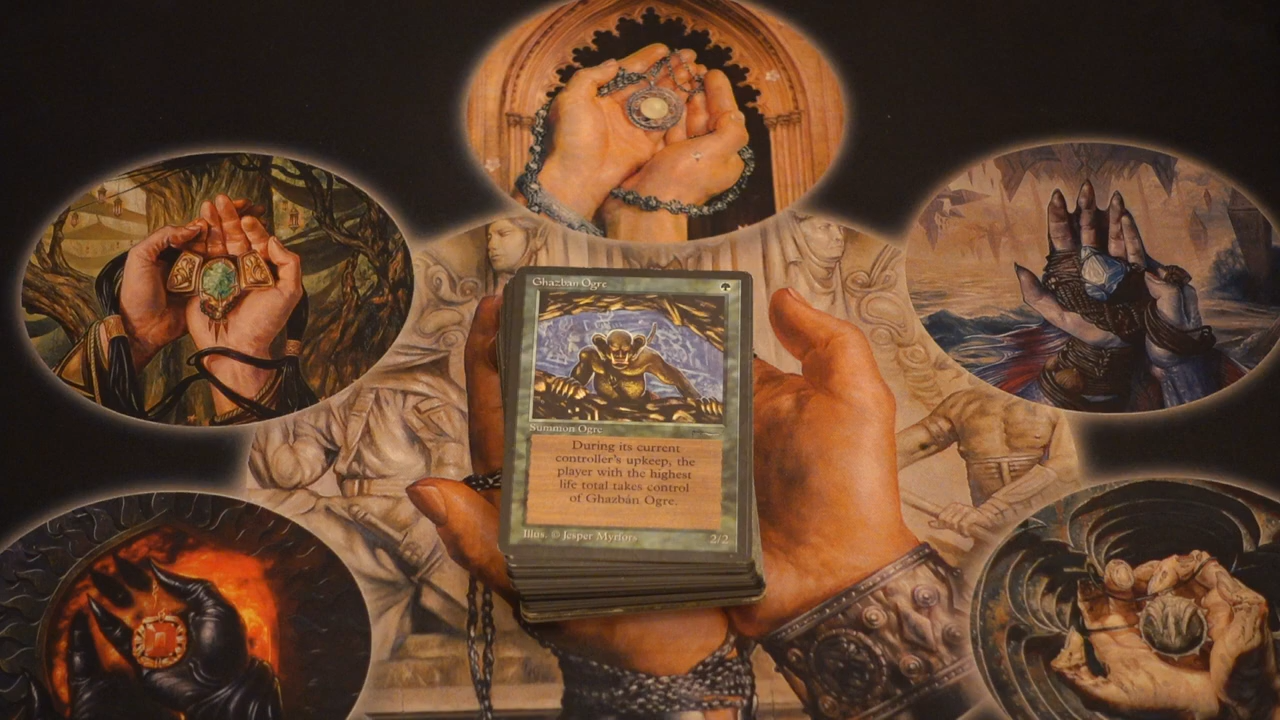 Ghazbán Ogre
Summon Ogre
During its current
controller's upkeep, the
player with the highest
life total takes control
of Ghazbán Ogre.
Illus. © Jesper Myrfors
2/2